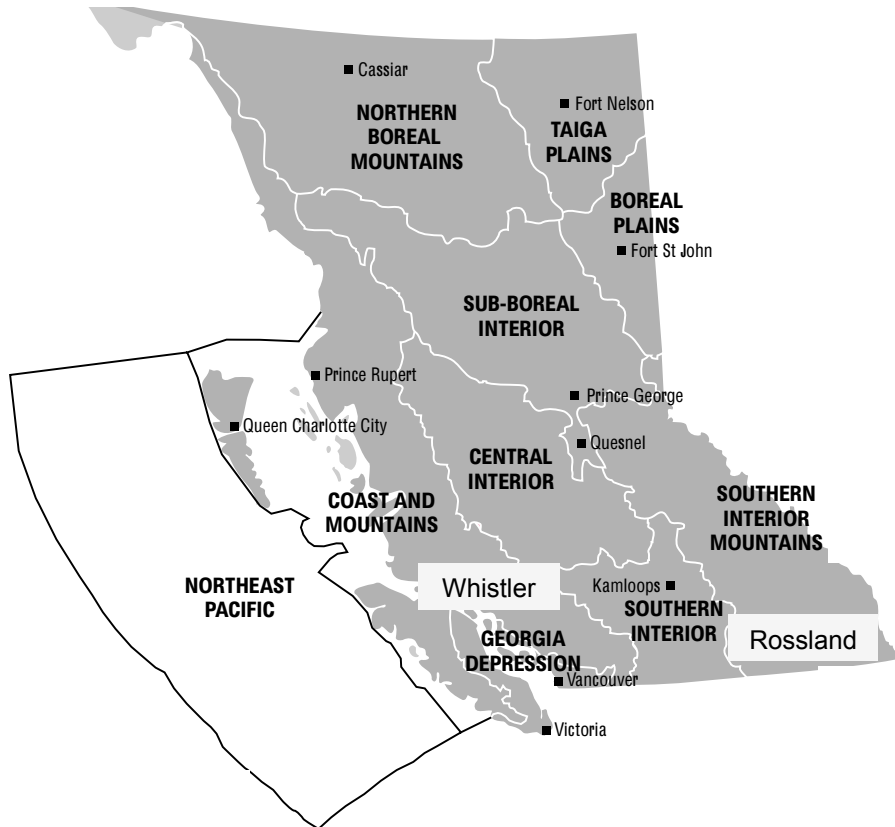 Cassiar
Fort Nelson
NORTHERN
BOREAL
MOUNTAINS
TAIGA
PLAINS
BOREAL
PLAINS
Fort St John
SUB-BOREAL
INTERIOR
Prince Rupert
Prince George
Queen Charlotte City
Quesnel
CENTRAL
INTERIOR
COAST AND
MOUNTAINS
SOUTHERN
INTERIOR
MOUNTAINS
NORTHEAST
PACIFIC
Whistler
Kamloops
SOUTHERN
INTERIOR
Rossland
GEORGIA
DEPRESSION
Vancouver
Victoria